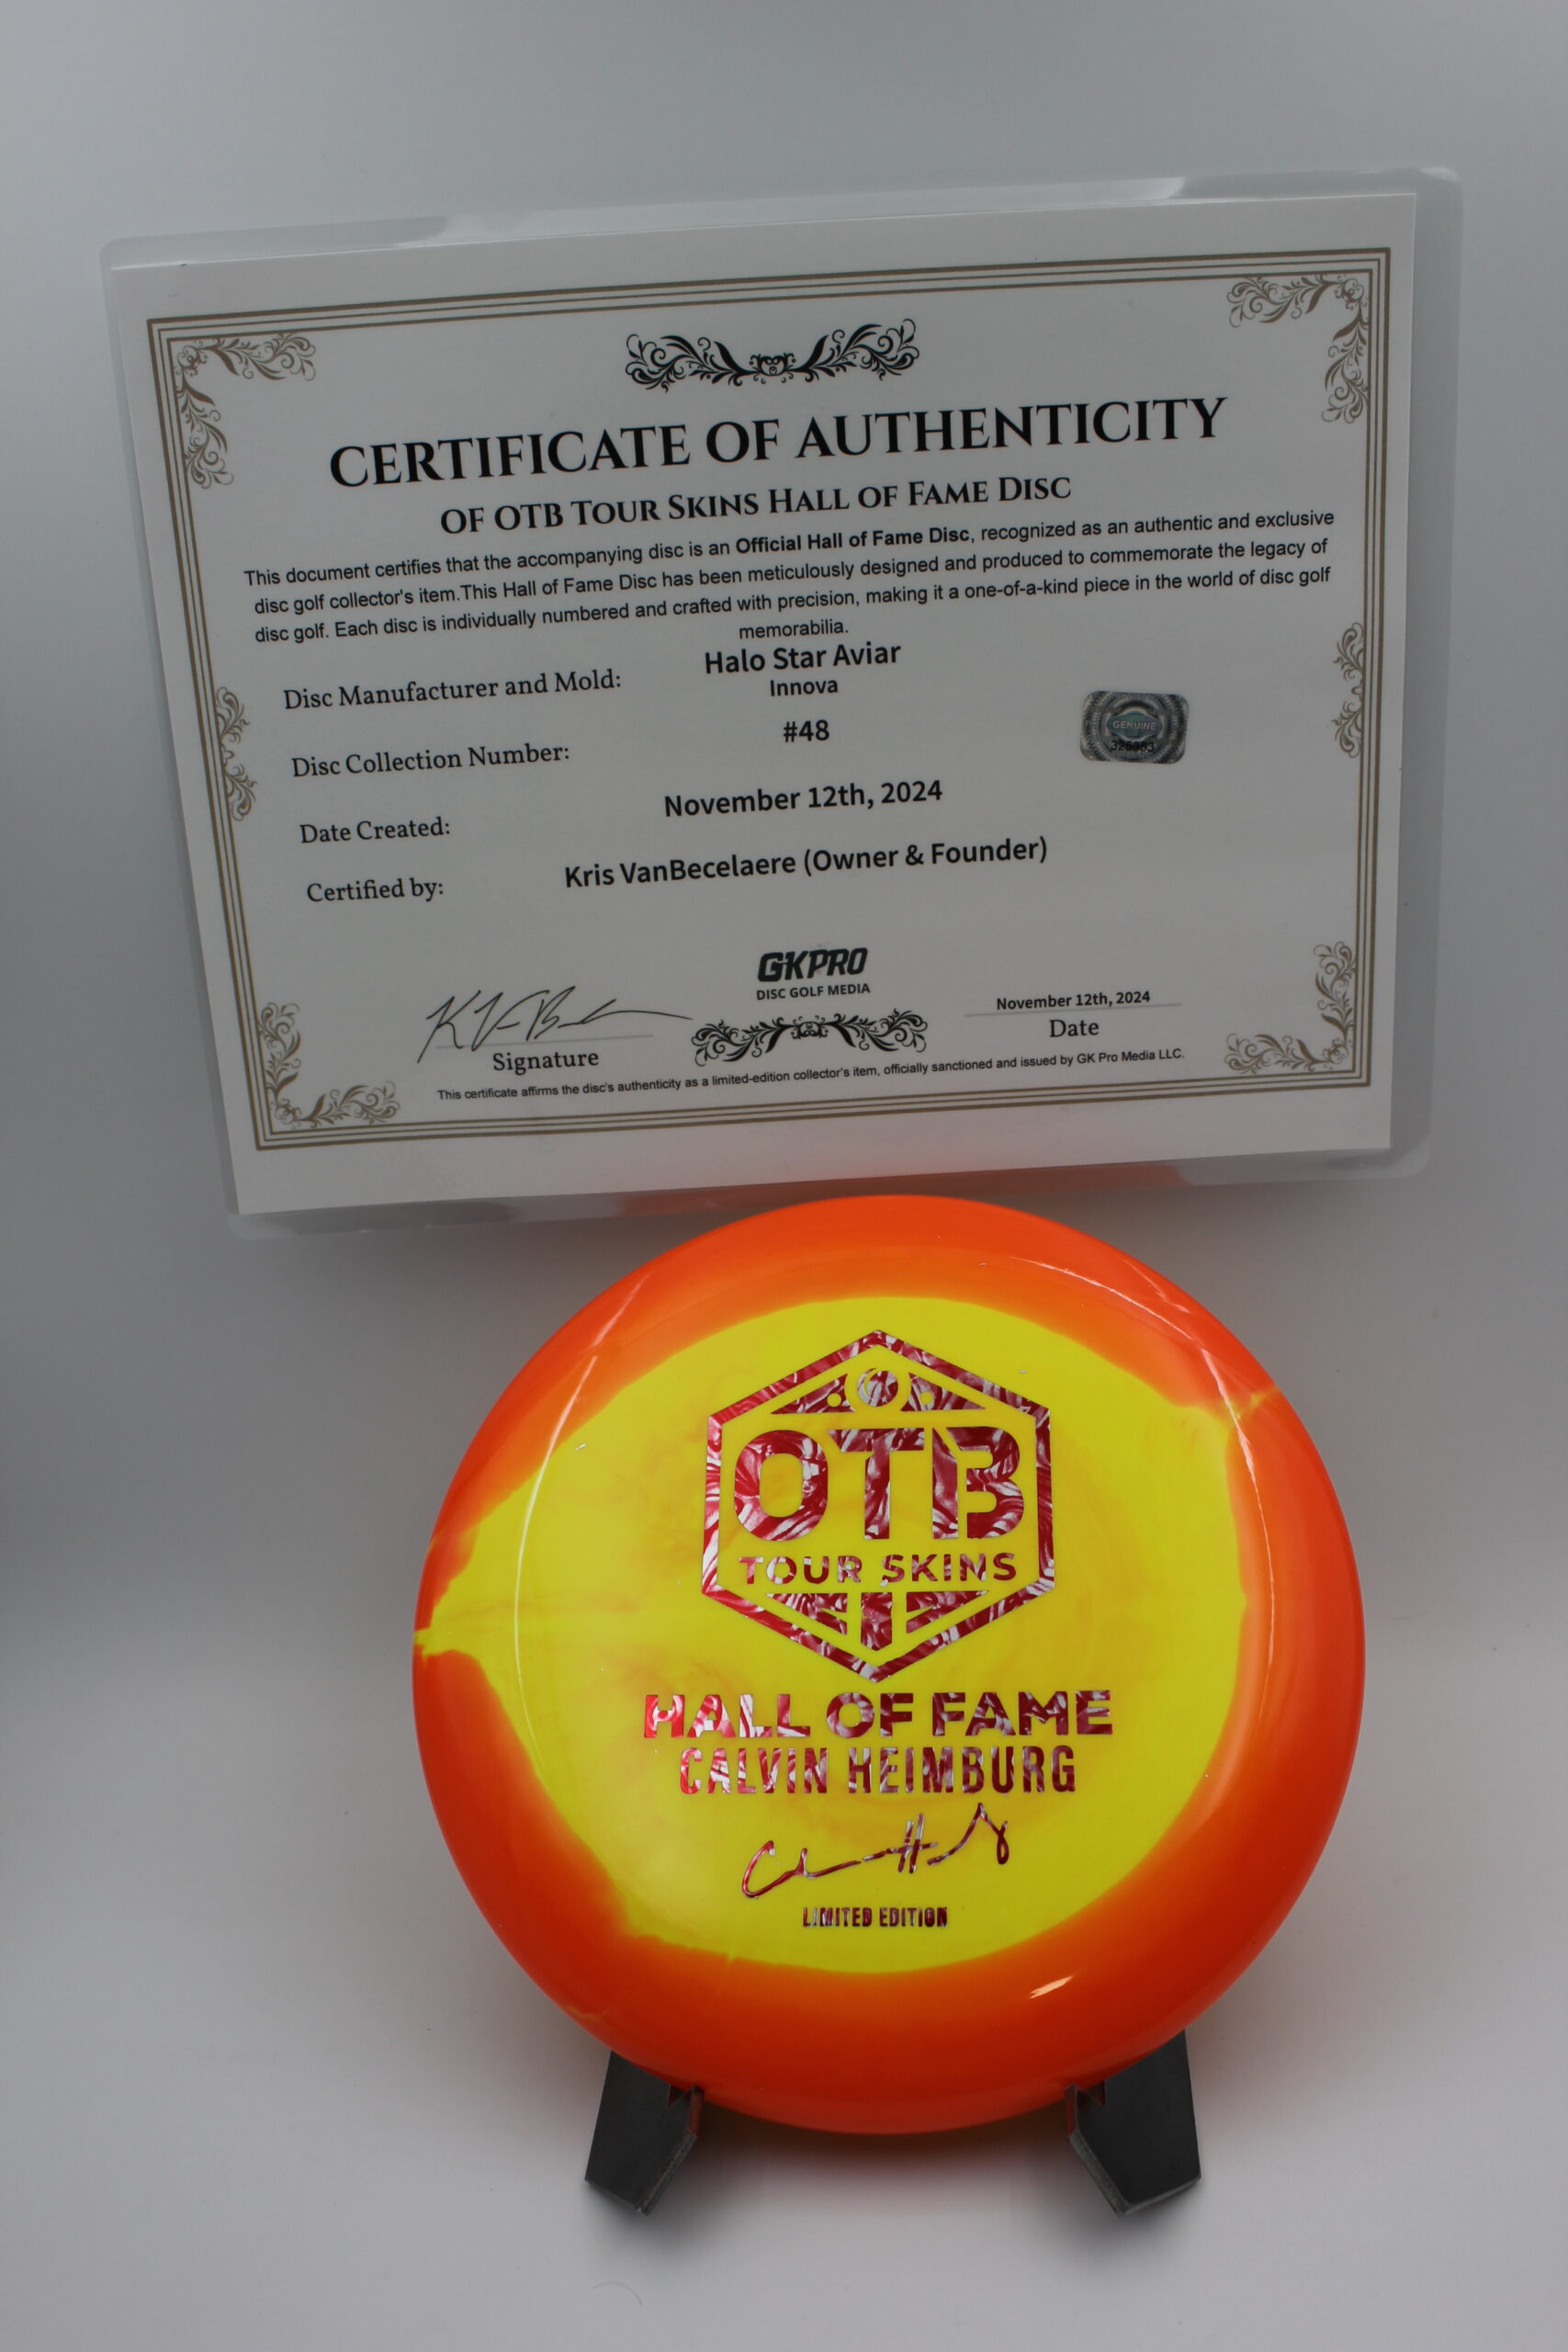 CERTIFICATE OF AUTHENTICITY
OF OTB TOUR SKINS HALL OF FAME DISC
This document certifies that the accompanying disc is an Official Hall of Fame Disc, recognized as an authentic and exclusive
disc golf collector's item.This Hall of Fame Disc has been meticulously designed and produced to commemorate the legacy of
disc golf. Each disc is individually numbered and crafted with precision, making it a one-of-a-kind piece in the world of disc golf
memorabilia.
Disc Manufacturer and Mold: Halo Star Aviar
Innova
Disc Collection Number: #48
GENUINE
Date Created: November 12th, 2024
Certified by: Kris VanBecelaere (Owner & Founder)
GKPRO
DISC GOLF MEDIA
November 12th, 2024
Signature
Date
This certificate affirms the disc's authenticity as a limited-edition collector's item, officially sanctioned and issued by GK Pro Media LLC.
OTB
TOUR SKINS
HALL OF FAME
CALVIN HEIMBURG
LIMITED EDITION